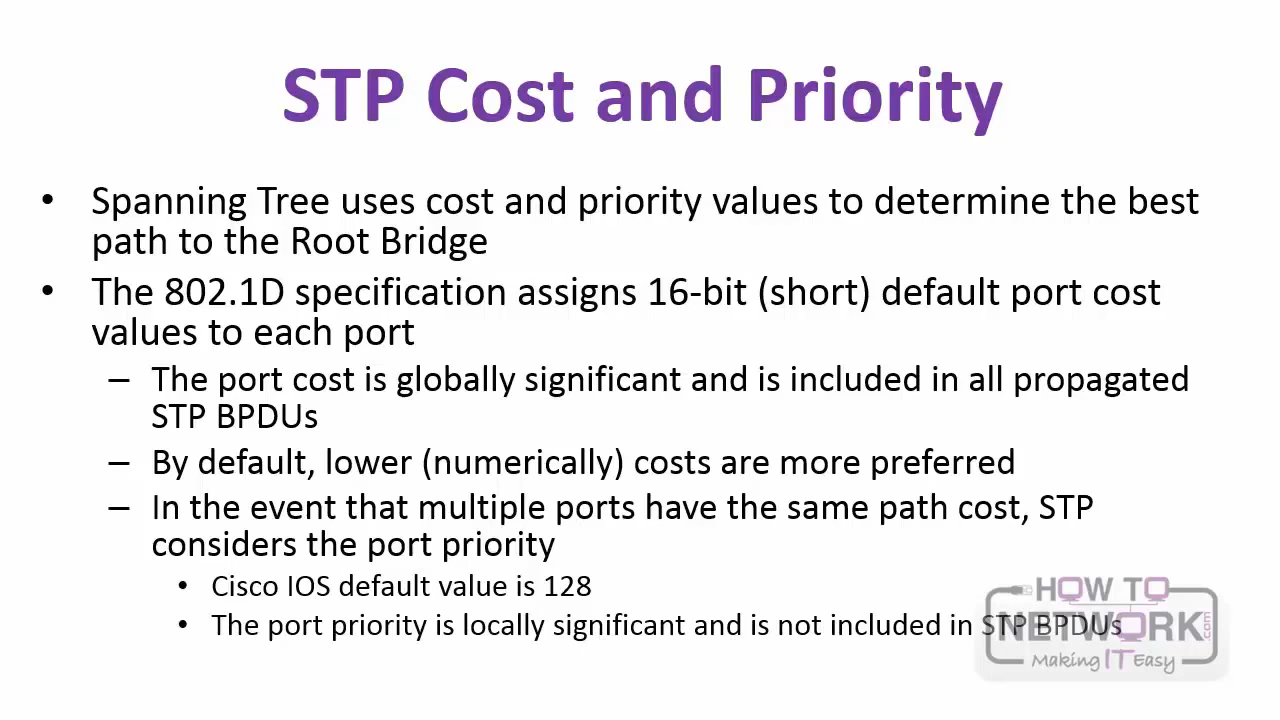 STP Cost and Priority
• Spanning Tree uses cost and priority values to determine the best
path to the Root Bridge
• The 802.1D specification assigns 16-bit (short) default port cost
values to each port
– The port cost is globally significant and is included in all propagated
STP BPDUs
– By default, lower (numerically) costs are more preferred
– In the event that multiple ports have the same path cost, STP
considers the port priority
• Cisco IOS default value is 128
• The port priority is locally significant and is not included in STP BPDUs
HOW TO
NETWORK.com
Making IT Easy